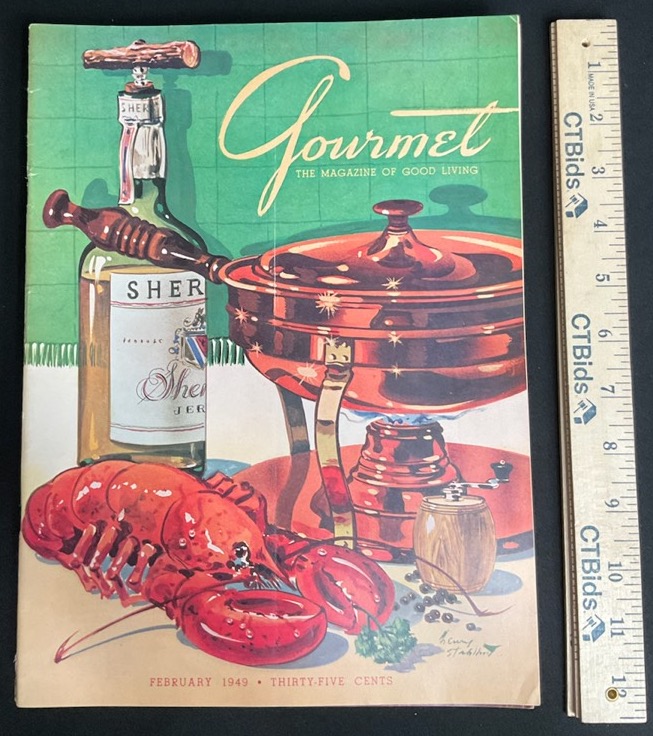 Gourmet
THE MAGAZINE OF GOOD LIVING
SHER
SHER
Sher
JER
FEBRUARY 1949 • THIRTY-FIVE CENTS
1 2 3 4 5 6 7 8 9 10 11 12
MADE IN USA
CTBids
CTBids
CTBids